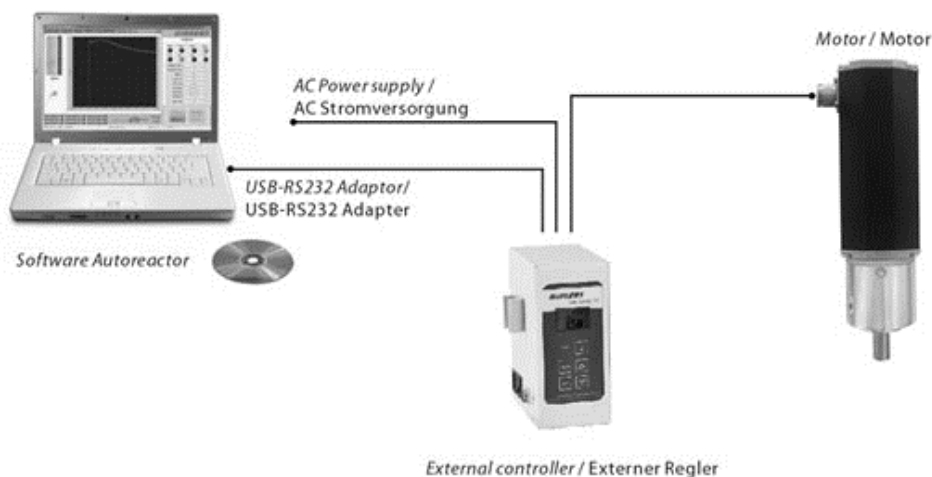 Motor / Motor
AC Power supply /
AC Stromversorgung
USB-RS232 Adaptor/
USB-RS232 Adapter
Software Autoreactor
External controller / Externer Regler